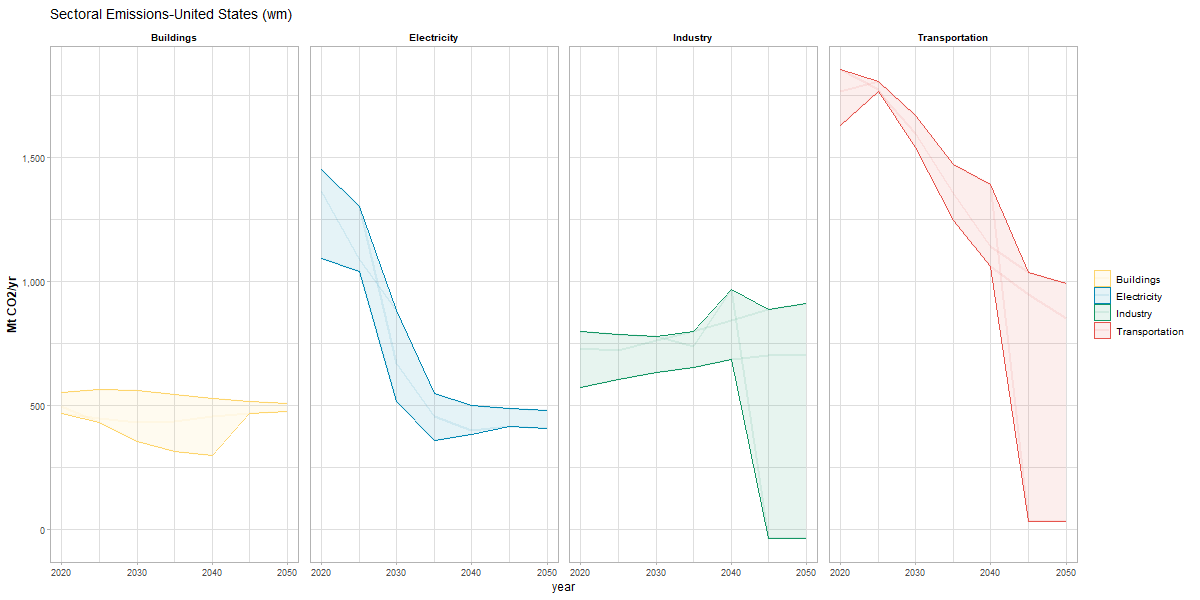 Sectoral Emissions-United States (wm)
Buildings
Electricity
Industry
Transportation
Mt CO2/yr
1,500
1,000
500
0
2020 2030 2040 2050
2020 2030 2040 2050
2020 2030 2040 2050
2020 2030 2040 2050
year
Buildings
Electricity
Industry
Transportation